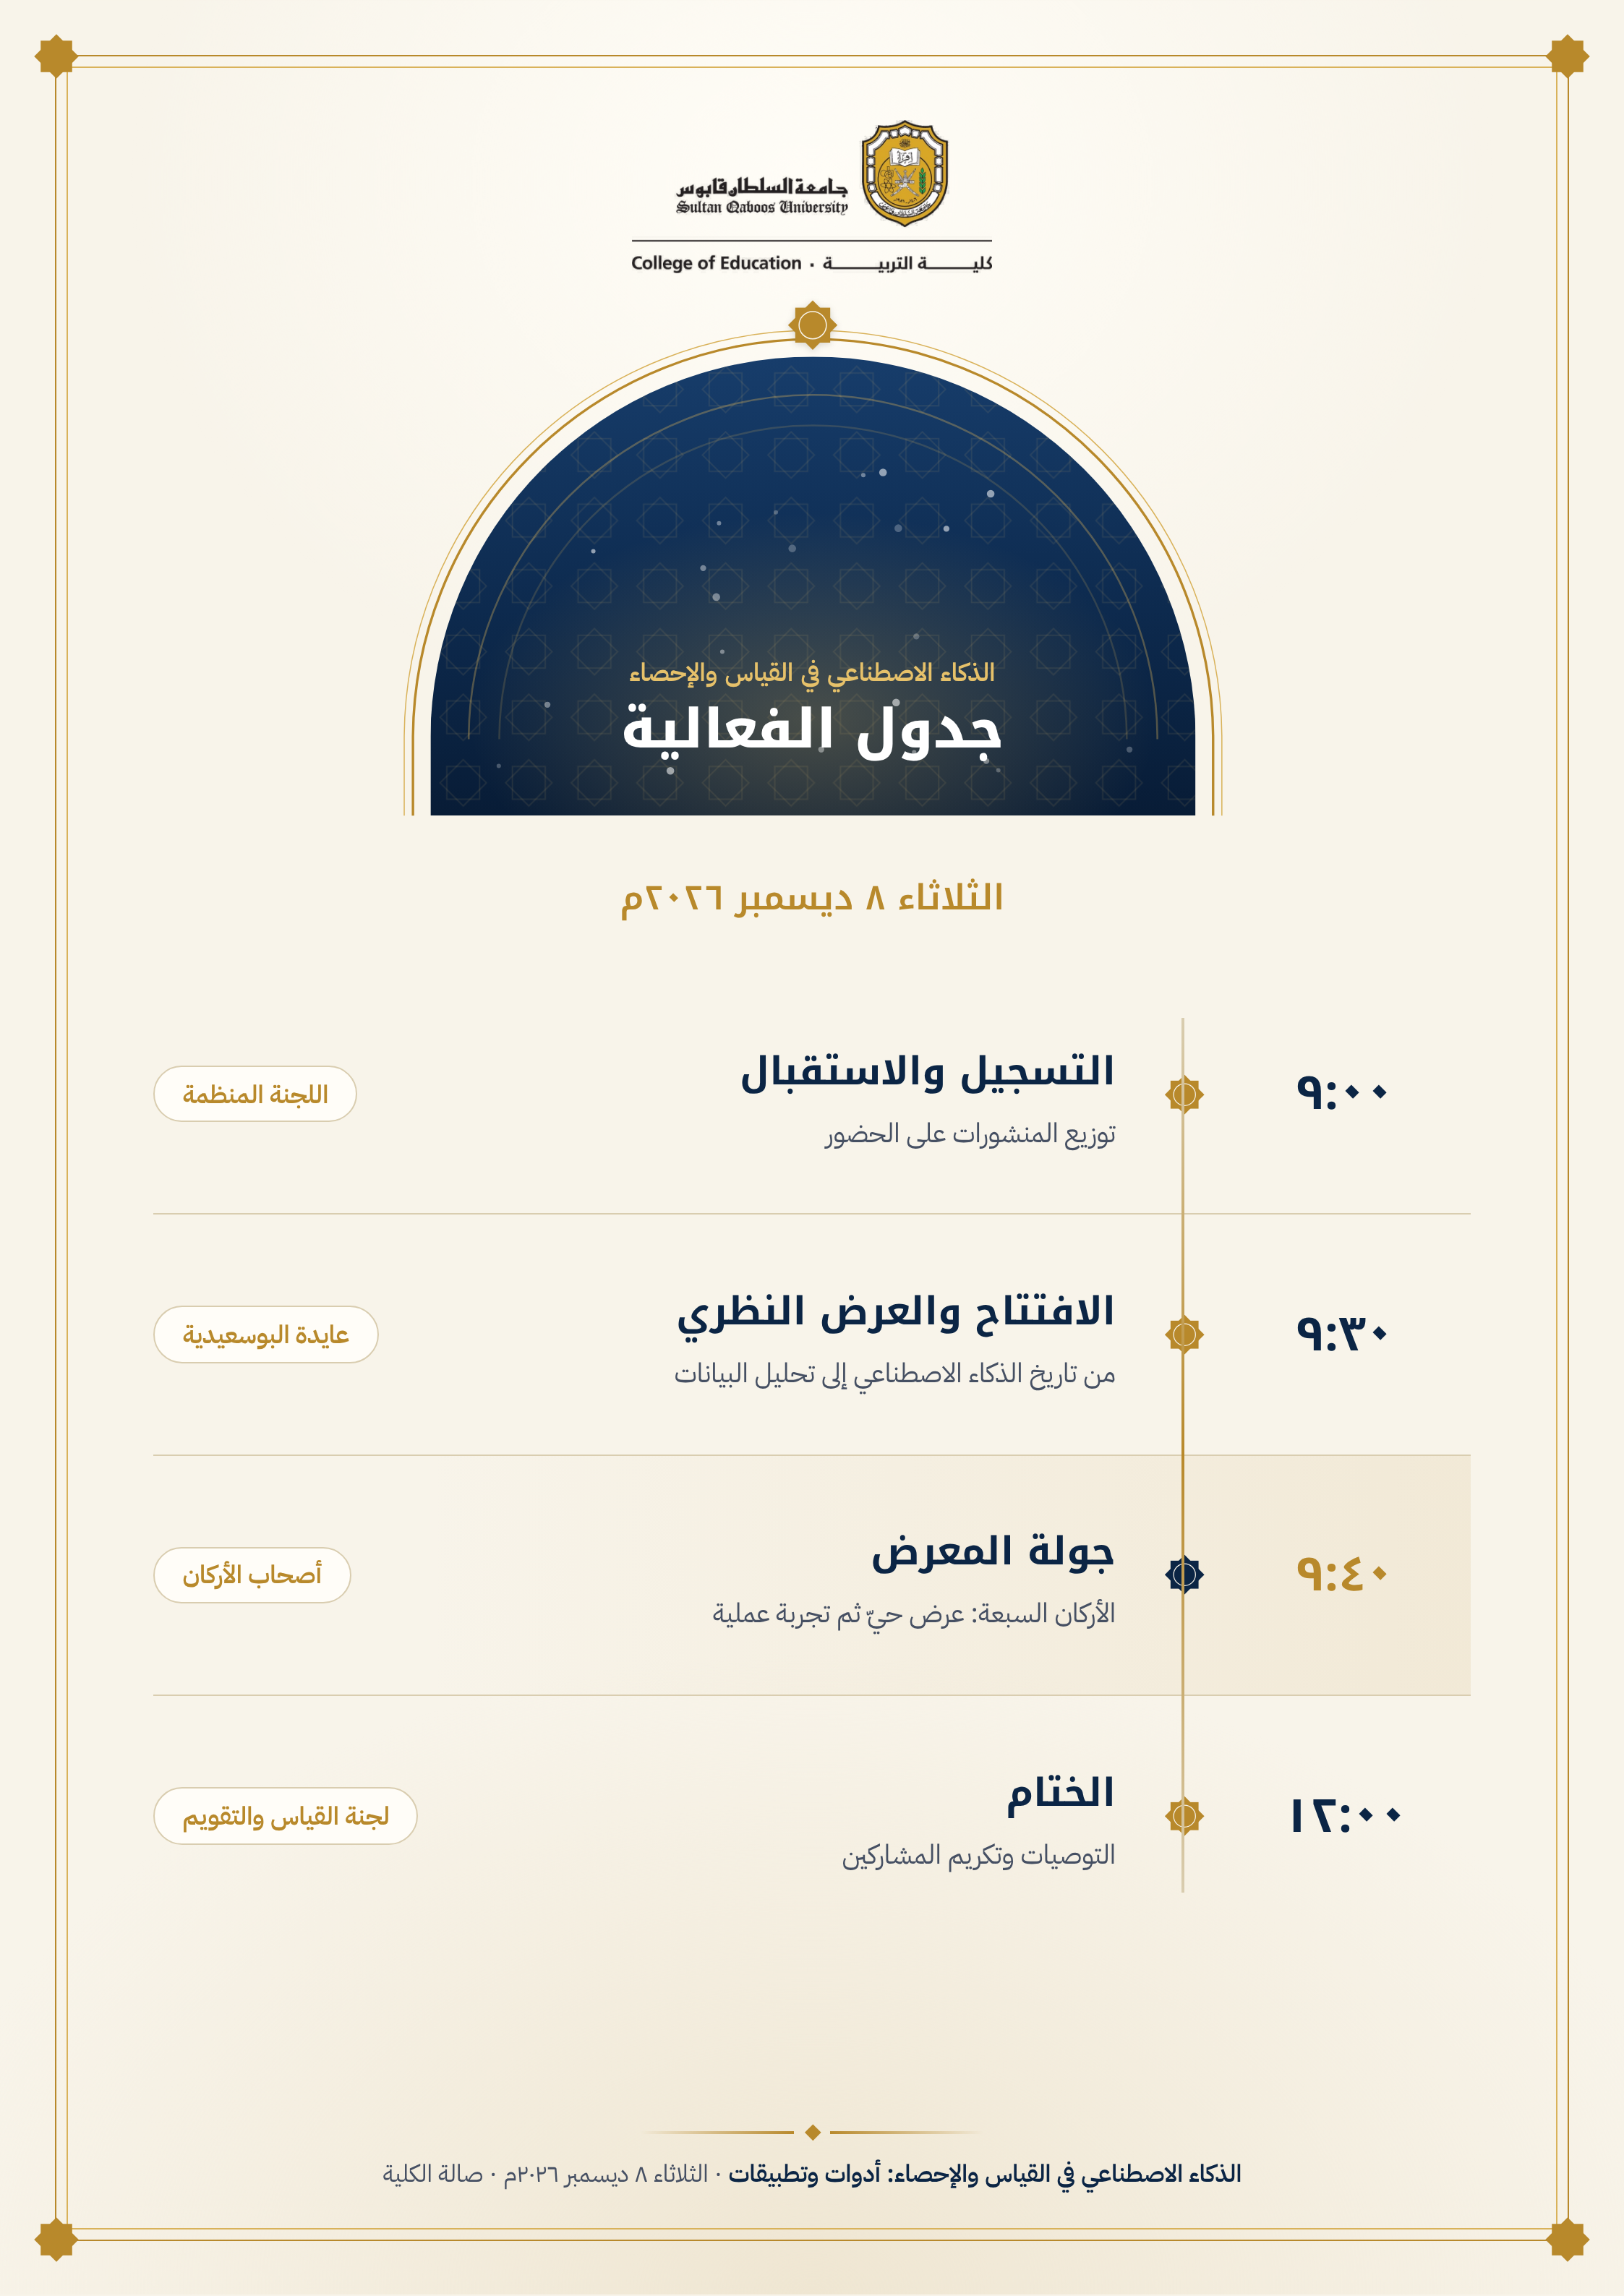 جامعة السلطان قابوس
Sultan Qaboos University
كليـــــة التربيـــــة · College of Education
الذكاء الاصطناعي في القياس والإحصاء
جدول الفعالية
الثلاثاء ٨ ديسمبر ٢٠٢٦م
٩:٠٠
التسجيل والاستقبال
توزيع المنشورات على الحضور
اللجنة المنظمة
٩:٣٠
الافتتاح والعرض النظري
من تاريخ الذكاء الاصطناعي إلى تحليل البيانات
عايدة البوسعيدية
٩:٤٠
جولة المعرض
الأركان السبعة: عرض حيّ ثم تجربة عملية
أصحاب الأركان
١٢:٠٠
الختام
التوصيات وتكريم المشاركين
لجنة القياس والتقويم
الذكاء الاصطناعي في القياس والإحصاء: أدوات وتطبيقات · الثلاثاء ٨ ديسمبر ٢٠٢٦م · صالة الكلية